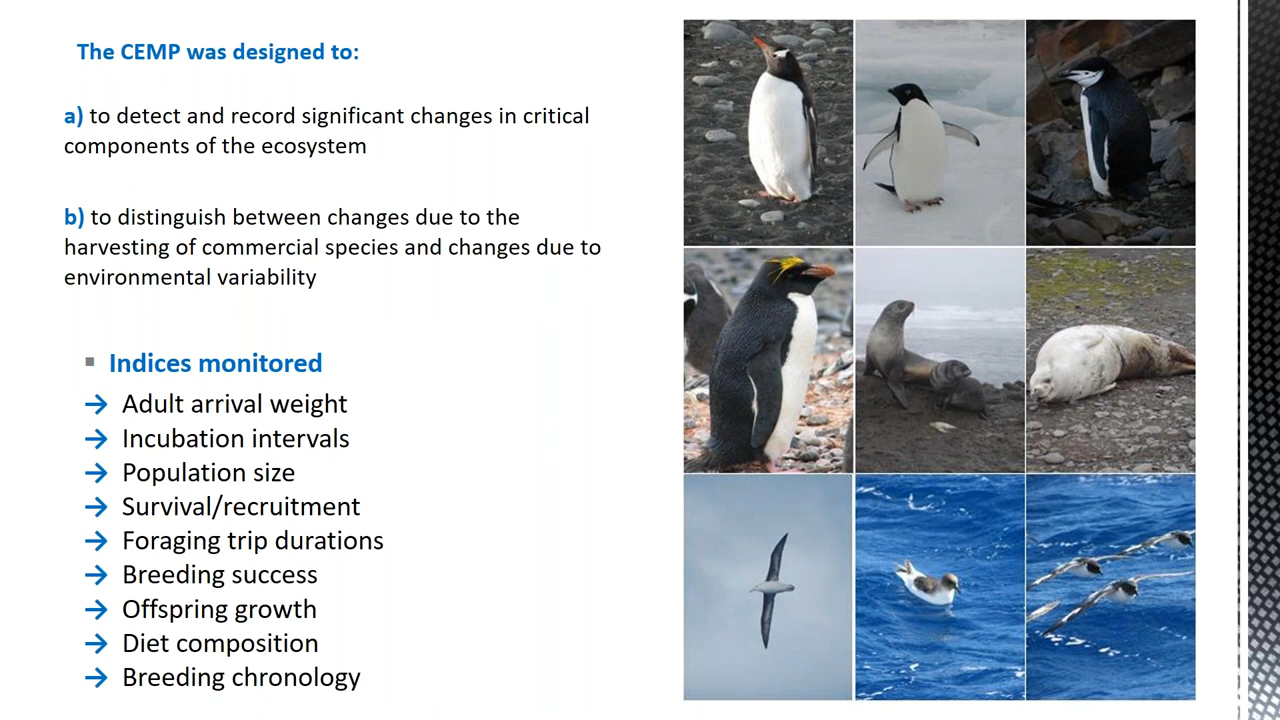 The CEMP was designed to:
a) to detect and record significant changes in critical
components of the ecosystem
b) to distinguish between changes due to the
harvesting of commercial species and changes due to
environmental variability
▪ Indices monitored
→ Adult arrival weight
→ Incubation intervals
→ Population size
→ Survival/recruitment
→ Foraging trip durations
→ Breeding success
→ Offspring growth
→ Diet composition
→ Breeding chronology